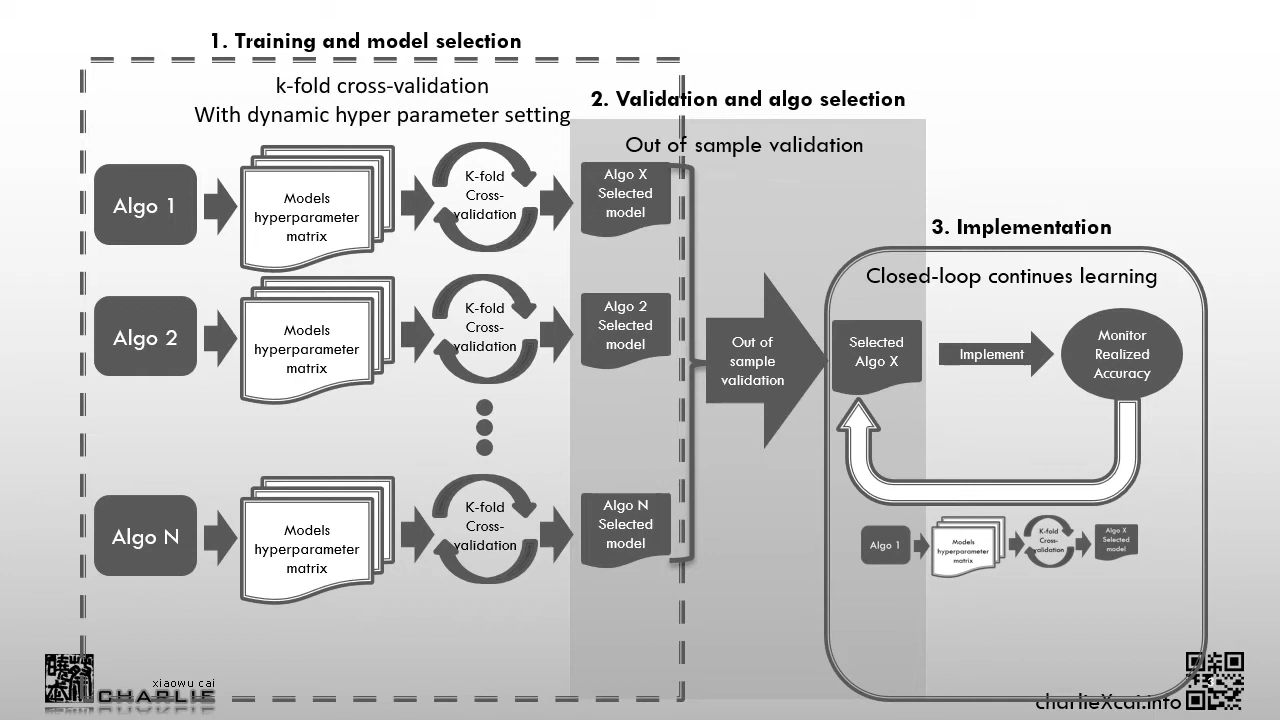 1. Training and model selection
k-fold cross-validation
With dynamic hyper parameter setting
2. Validation and algo selection
Out of sample validation
3. Implementation
Closed-loop continues learning
Algo 1
Models
hyperparameter
matrix
K-fold
Cross-
validation
Algo X
Selected
model
Algo 2
Models
hyperparameter
matrix
K-fold
Cross-
validation
Algo 2
Selected
model
Algo N
Models
hyperparameter
matrix
K-fold
Cross-
validation
Algo N
Selected
model
Out of
sample
validation
Selected
Algo X
Implement
Monitor
Realized
Accuracy
Algo 1
Models
hyperparameter
matrix
K-fold
Cross-
validation
Algo X
Selected
model
xiaowu cai
CHARLIE
charlieXcai.info